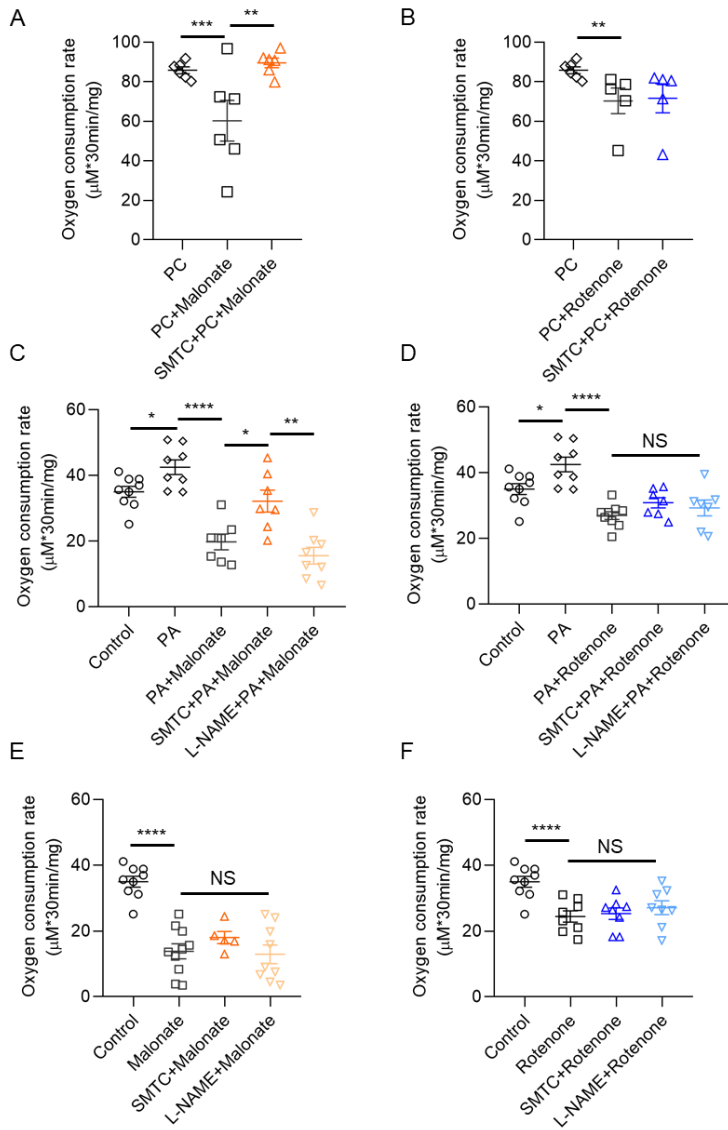 A
***
**
Oxygen consumption rate
(μM*30min/mg)
100
80
60
40
20
0
PC
PC+Malonate
SMTC+PC+Malonate
B
**
Oxygen consumption rate
(μM*30min/mg)
100
80
60
40
20
0
PC
PC+Rotenone
SMTC+PC+Rotenone
C
*
****
*
**
Oxygen consumption rate
(μM*30min/mg)
60
40
20
0
Control
PA
PA+Malonate
SMTC+PA+Malonate
L-NAME+PA+Malonate
D
*
****
NS
Oxygen consumption rate
(μM*30min/mg)
60
40
20
0
Control
PA
PA+Rotenone
SMTC+PA+Rotenone
L-NAME+PA+Rotenone
E
****
NS
Oxygen consumption rate
(μM*30min/mg)
60
40
20
0
Control
Malonate
SMTC+Malonate
L-NAME+Malonate
F
****
NS
Oxygen consumption rate
(μM*30min/mg)
60
40
20
0
Control
Rotenone
SMTC+Rotenone
L-NAME+Rotenone